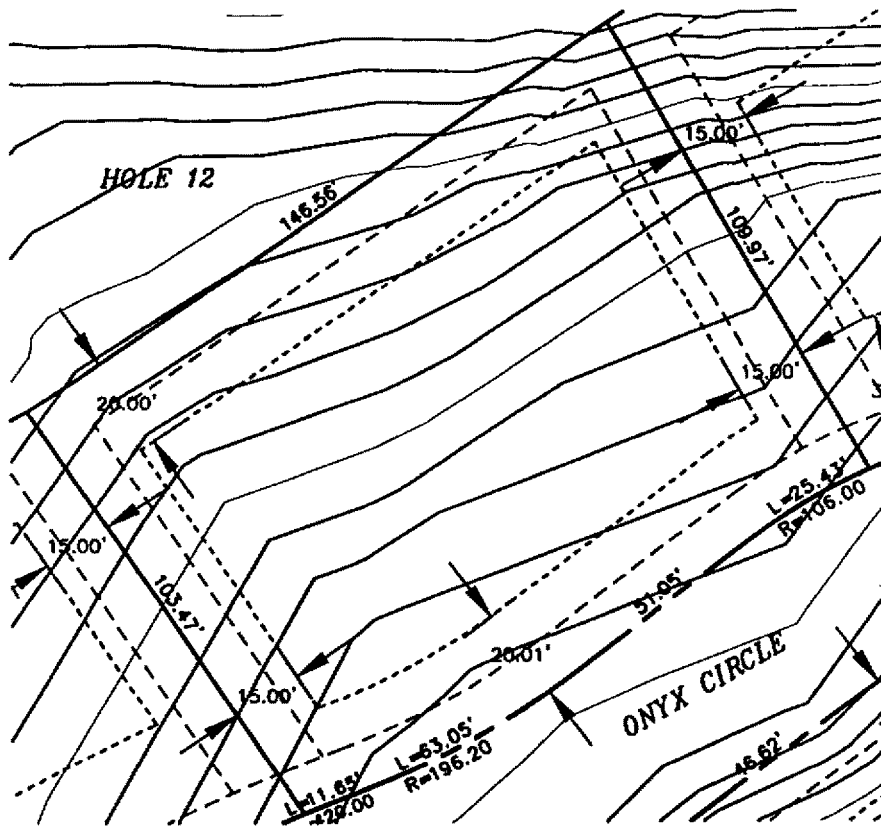 15.00'
HOLE 12
146.56'
109.97'
15.00'
20.00'
L=25.43'
R=106.00
15.00'
103.47'
51.05'
20.01'
15.00'
ONYX CIRCLE
L=63.05'
R=196.20
46.62'
L=11.65'